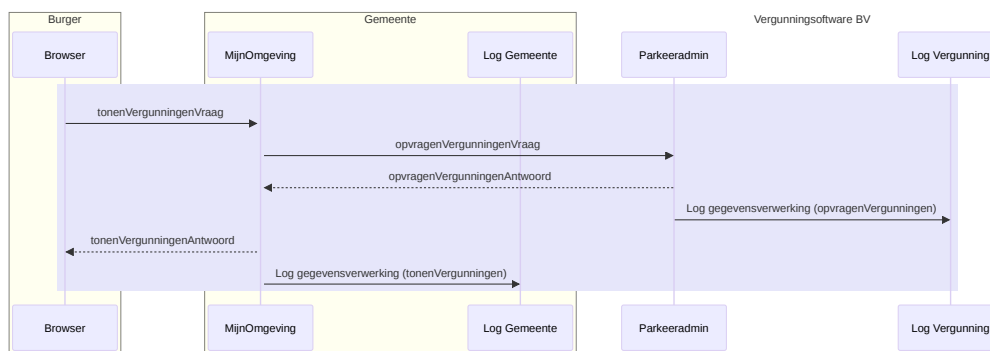 Burger
Gemeente
Vergunningsoftware BV
Browser
MijnOmgeving
Log Gemeente
Parkeeradmin
Log Vergunning
tonenVergunningenVraag
opvragenVergunningenVraag
opvragenVergunningenAntwoord
Log gegevensverwerking (opvragenVergunningen)
tonenVergunningenAntwoord
Log gegevensverwerking (tonenVergunningen)
Browser
MijnOmgeving
Log Gemeente
Parkeeradmin
Log Vergunning